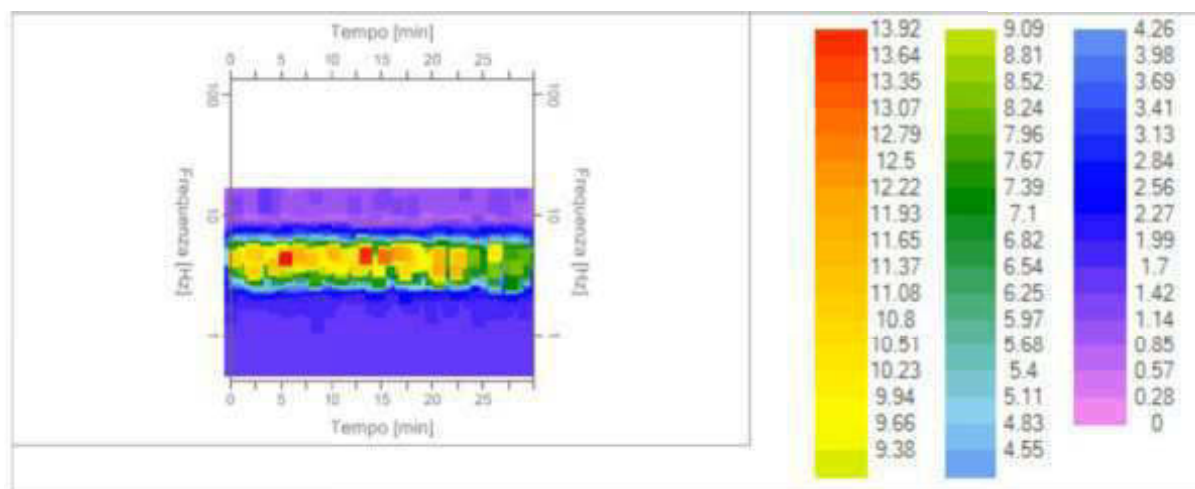 Tempo [min]
0 5 10 15 20 25
100 100
Frequenza [Hz] Frequenza [Hz]
10 10
1 1
0 5 10 15 20 25
Tempo [min]
13.92 9.09 4.26
13.64 8.81 3.98
13.35 8.52 3.69
13.07 8.24 3.41
12.79 7.96 3.13
12.5 7.67 2.84
12.22 7.39 2.56
11.93 7.1 2.27
11.65 6.82 1.99
11.37 6.54 1.7
11.08 6.25 1.42
10.8 5.97 1.14
10.51 5.68 0.85
10.23 5.4 0.57
9.94 5.11 0.28
9.66 4.83 0
9.38 4.55